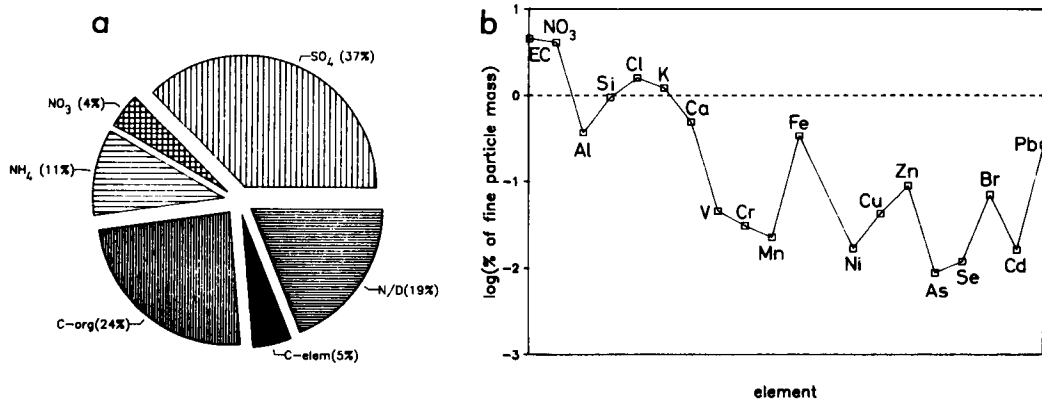 a
SO₄ (37%)
NO₃ (4%)
NH₄ (11%)
C-org(24%)
C-elem(5%)
N/D(19%)
b
log(% of fine particle mass)
1
0
-1
-2
-3
EC
NO₃
Al
Si
Cl
K
Ca
V
Cr
Mn
Fe
Ni
Cu
Zn
As
Se
Br
Cd
Pb
element